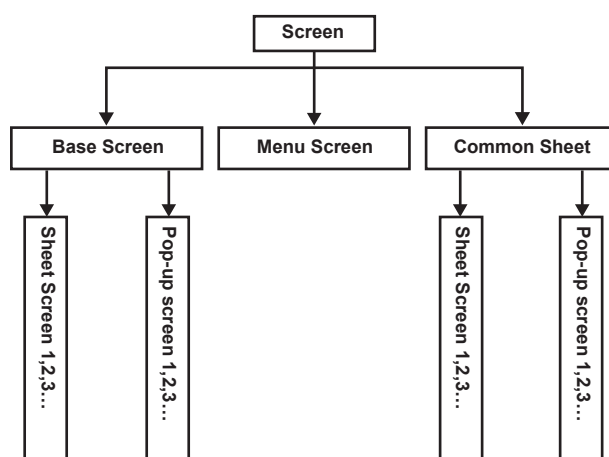 Screen
Base Screen
Menu Screen
Common Sheet
Sheet Screen 1,2,3…
Pop-up screen 1,2,3…
Sheet Screen 1,2,3…
Pop-up screen 1,2,3…